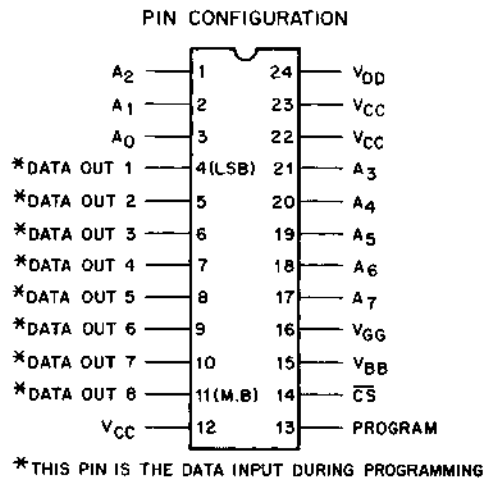 PIN CONFIGURATION
A2 1 24 VDD
A1 2 23 VCC
A0 3 22 VCC
*DATA OUT 1 4(LSB) 21 A3
*DATA OUT 2 5 20 A4
*DATA OUT 3 6 19 A5
*DATA OUT 4 7 18 A6
*DATA OUT 5 8 17 A7
*DATA OUT 6 9 16 VGG
*DATA OUT 7 10 15 VBB
*DATA OUT 8 11(M.B) 14 C̅S̅
VCC 12 13 PROGRAM
*THIS PIN IS THE DATA INPUT DURING PROGRAMMING